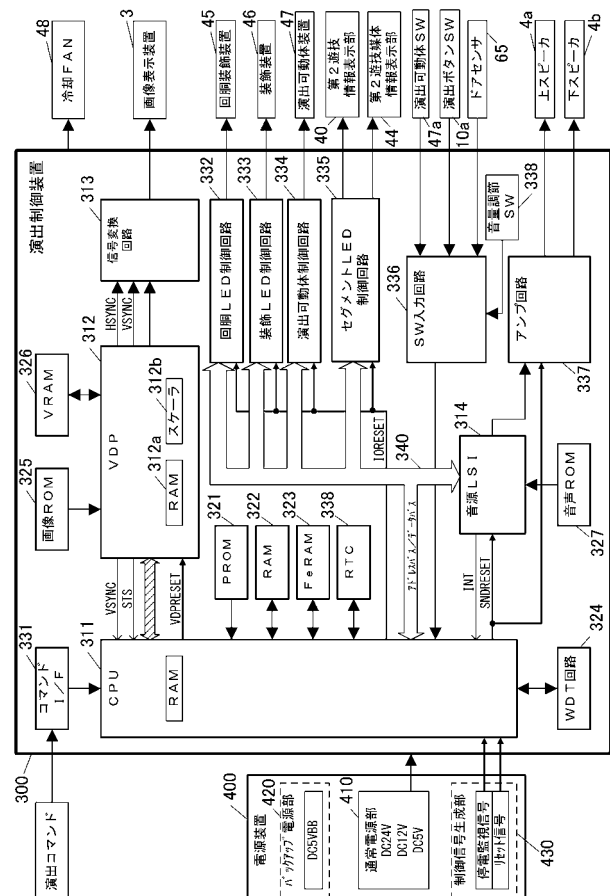 演出制御装置
300
演出コマンド
331
コマンド
I/F
311
CPU
RAM
VSYNC
STS
VDPRESET
325
画像ROM
326
VRAM
312
VDP
312a
RAM
312b
スケーラ
HSYNC
VSYNC
313
信号変換
回路
48
冷却FAN
3
画像表示装置
45
回胴装飾装置
46
装飾装置
47
演出可動体装置
第2遊技
情報表示部
40
第2遊技媒体
情報表示部
44
演出可動体SW
47a
演出ボタンSW
10a
ドアセンサ
65
4a
上スピーカ
4b
下スピーカ
332
回胴LED制御回路
333
装飾LED制御回路
334
演出可動体制御回路
335
セグメントLED
制御回路
336
SW入力回路
音量調節
SW
338
アンプ回路
337
321
PROM
322
RAM
323
FeRAM
338
RTC
IORESET
340
アドレスバス/データバス
314
音源LSI
INT
SNDRESET
音声ROM
327
324
WDT回路
400
電源装置
420
バックアップ電源部
DC5VBB
410
通常電源部
DC24V
DC12V
DC5V
制御信号生成部
停電監視信号
リセット信号
430